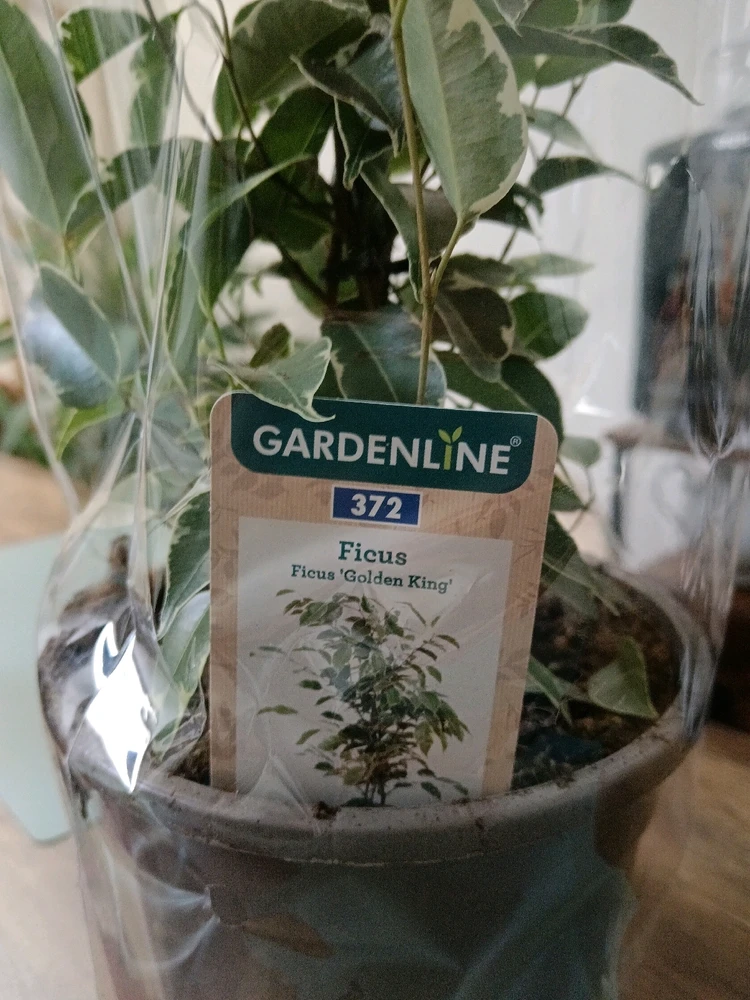 GARDENLINE®
372
Ficus
Ficus 'Golden King'